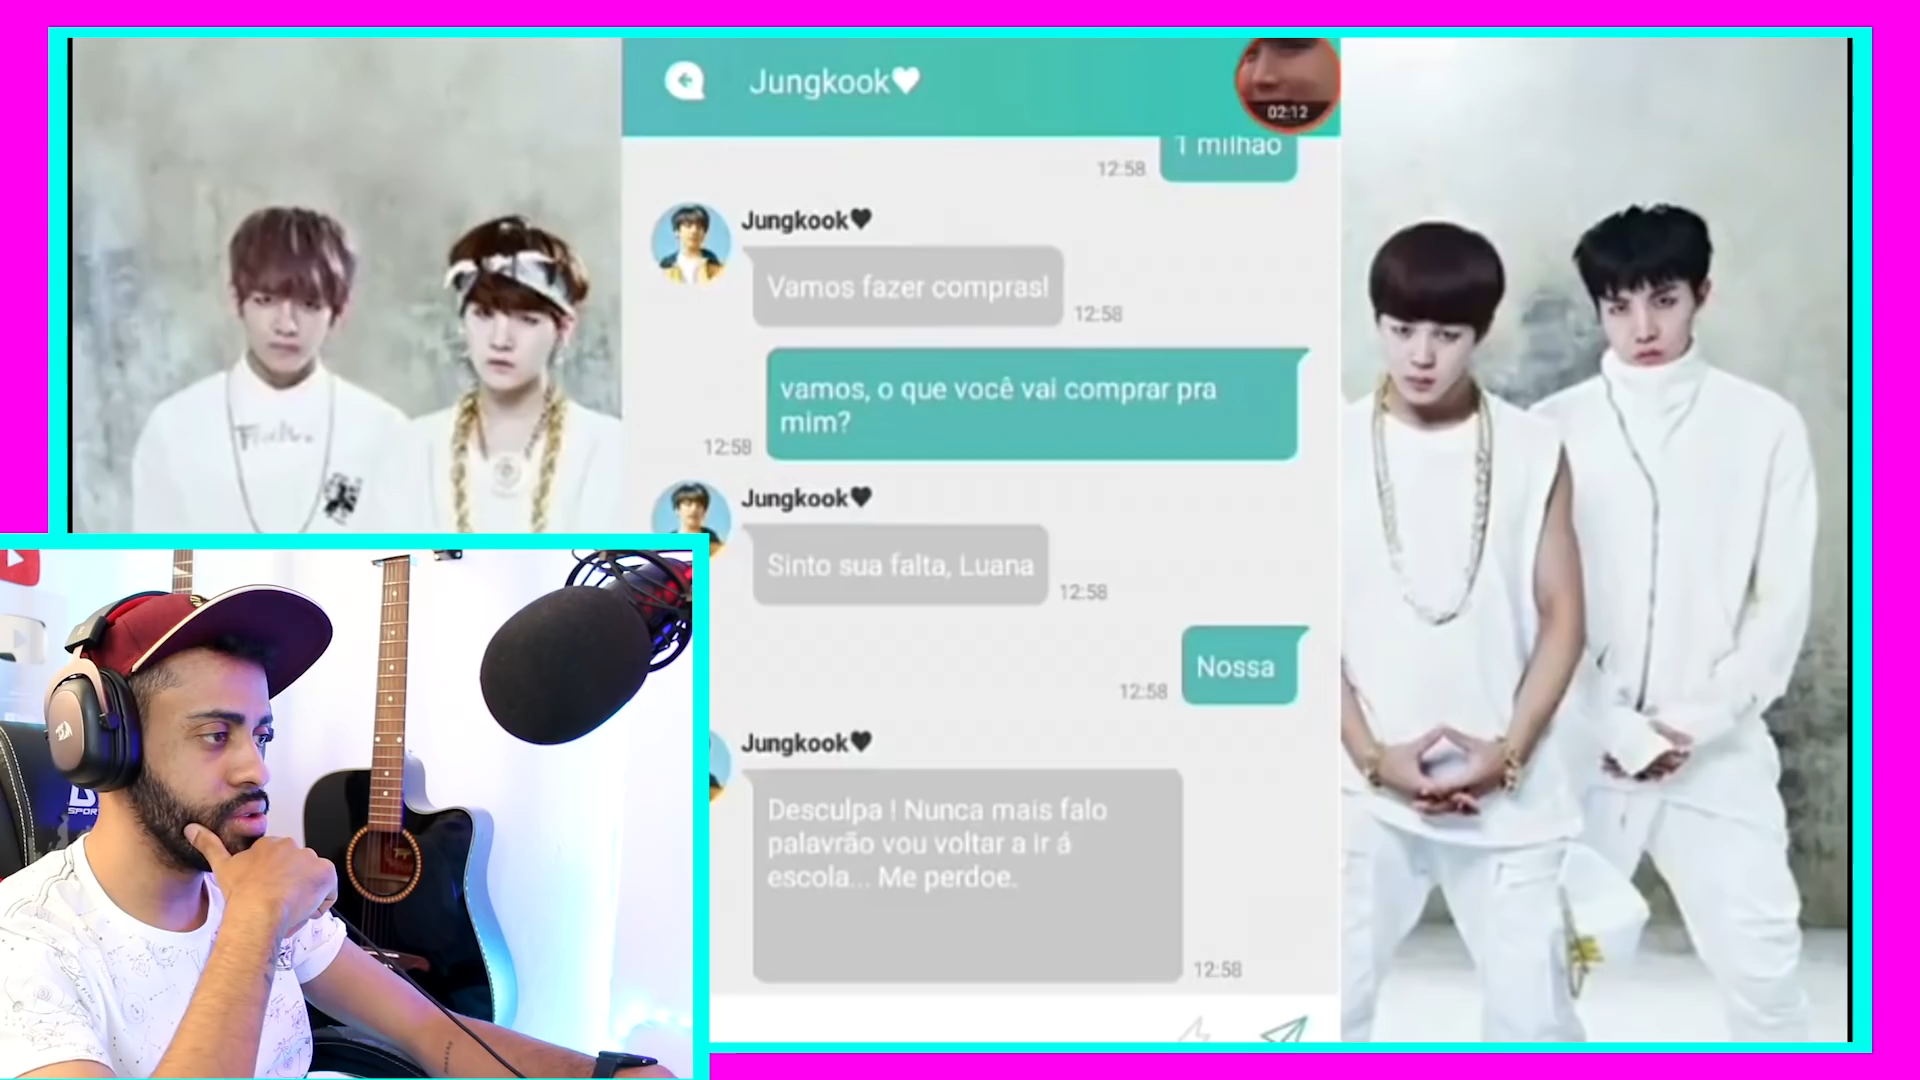 Jungkook♥
02:12
1 milhão
12:58
Jungkook♥
Vamos fazer compras!
12:58
vamos, o que você vai comprar pra
mim?
12:58
Jungkook♥
Sinto sua falta, Luana
12:58
Nossa
12:58
Jungkook♥
Desculpa ! Nunca mais falo
palavrão vou voltar a ir á
escola... Me perdoe.
12:58